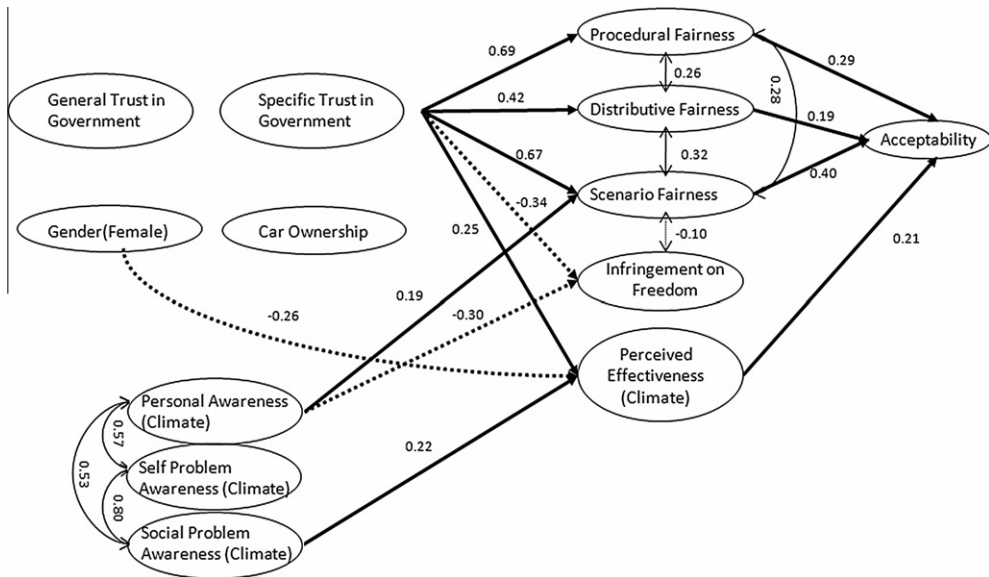 Procedural Fairness
0.69
0.29
General Trust in
Government
Specific Trust in
Government
0.26
0.28
0.42
Distributive Fairness
0.19
Acceptability
0.67
0.32
0.40
Scenario Fairness
-0.34
Gender(Female)
Car Ownership
0.25
-0.10
0.21
Infringement on
Freedom
0.19
-0.26
-0.30
Perceived
Effectiveness
(Climate)
Personal Awareness
(Climate)
0.57
0.53
0.22
Self Problem
Awareness (Climate)
0.80
Social Problem
Awareness (Climate)